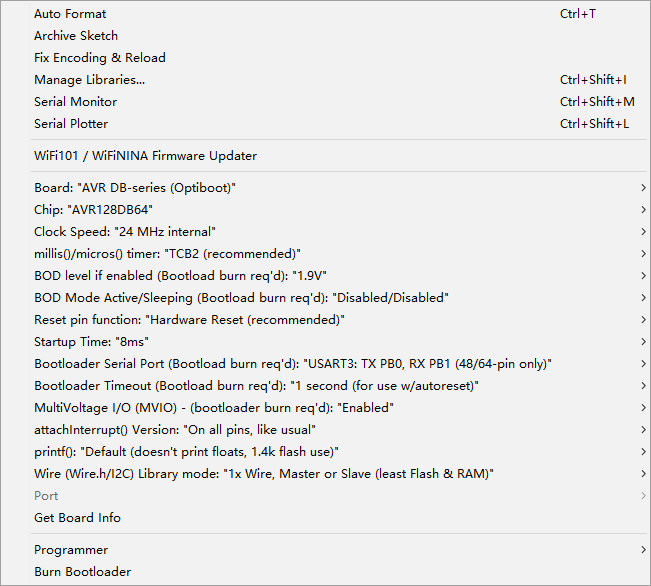 Auto Format Ctrl+T
Archive Sketch
Fix Encoding & Reload
Manage Libraries... Ctrl+Shift+I
Serial Monitor Ctrl+Shift+M
Serial Plotter Ctrl+Shift+L
WiFi101 / WiFiNINA Firmware Updater
Board: "AVR DB-series (Optiboot)"
Chip: "AVR128DB64"
Clock Speed: "24 MHz internal"
millis()/micros() timer: "TCB2 (recommended)"
BOD level if enabled (Bootload burn req'd): "1.9V"
BOD Mode Active/Sleeping (Bootload burn req'd): "Disabled/Disabled"
Reset pin function: "Hardware Reset (recommended)"
Startup Time: "8ms"
Bootloader Serial Port (Bootload burn req'd): "USART3: TX PB0, RX PB1 (48/64-pin only)"
Bootloader Timeout (Bootload burn req'd): "1 second (for use w/autoreset)"
MultiVoltage I/O (MVIO) - (bootloader burn req'd): "Enabled"
attachInterrupt() Version: "On all pins, like usual"
printf(): "Default (doesn't print floats, 1.4k flash use)"
Wire (Wire.h/I2C) Library mode: "1x Wire, Master or Slave (least Flash & RAM)"
Port
Get Board Info
Programmer
Burn Bootloader